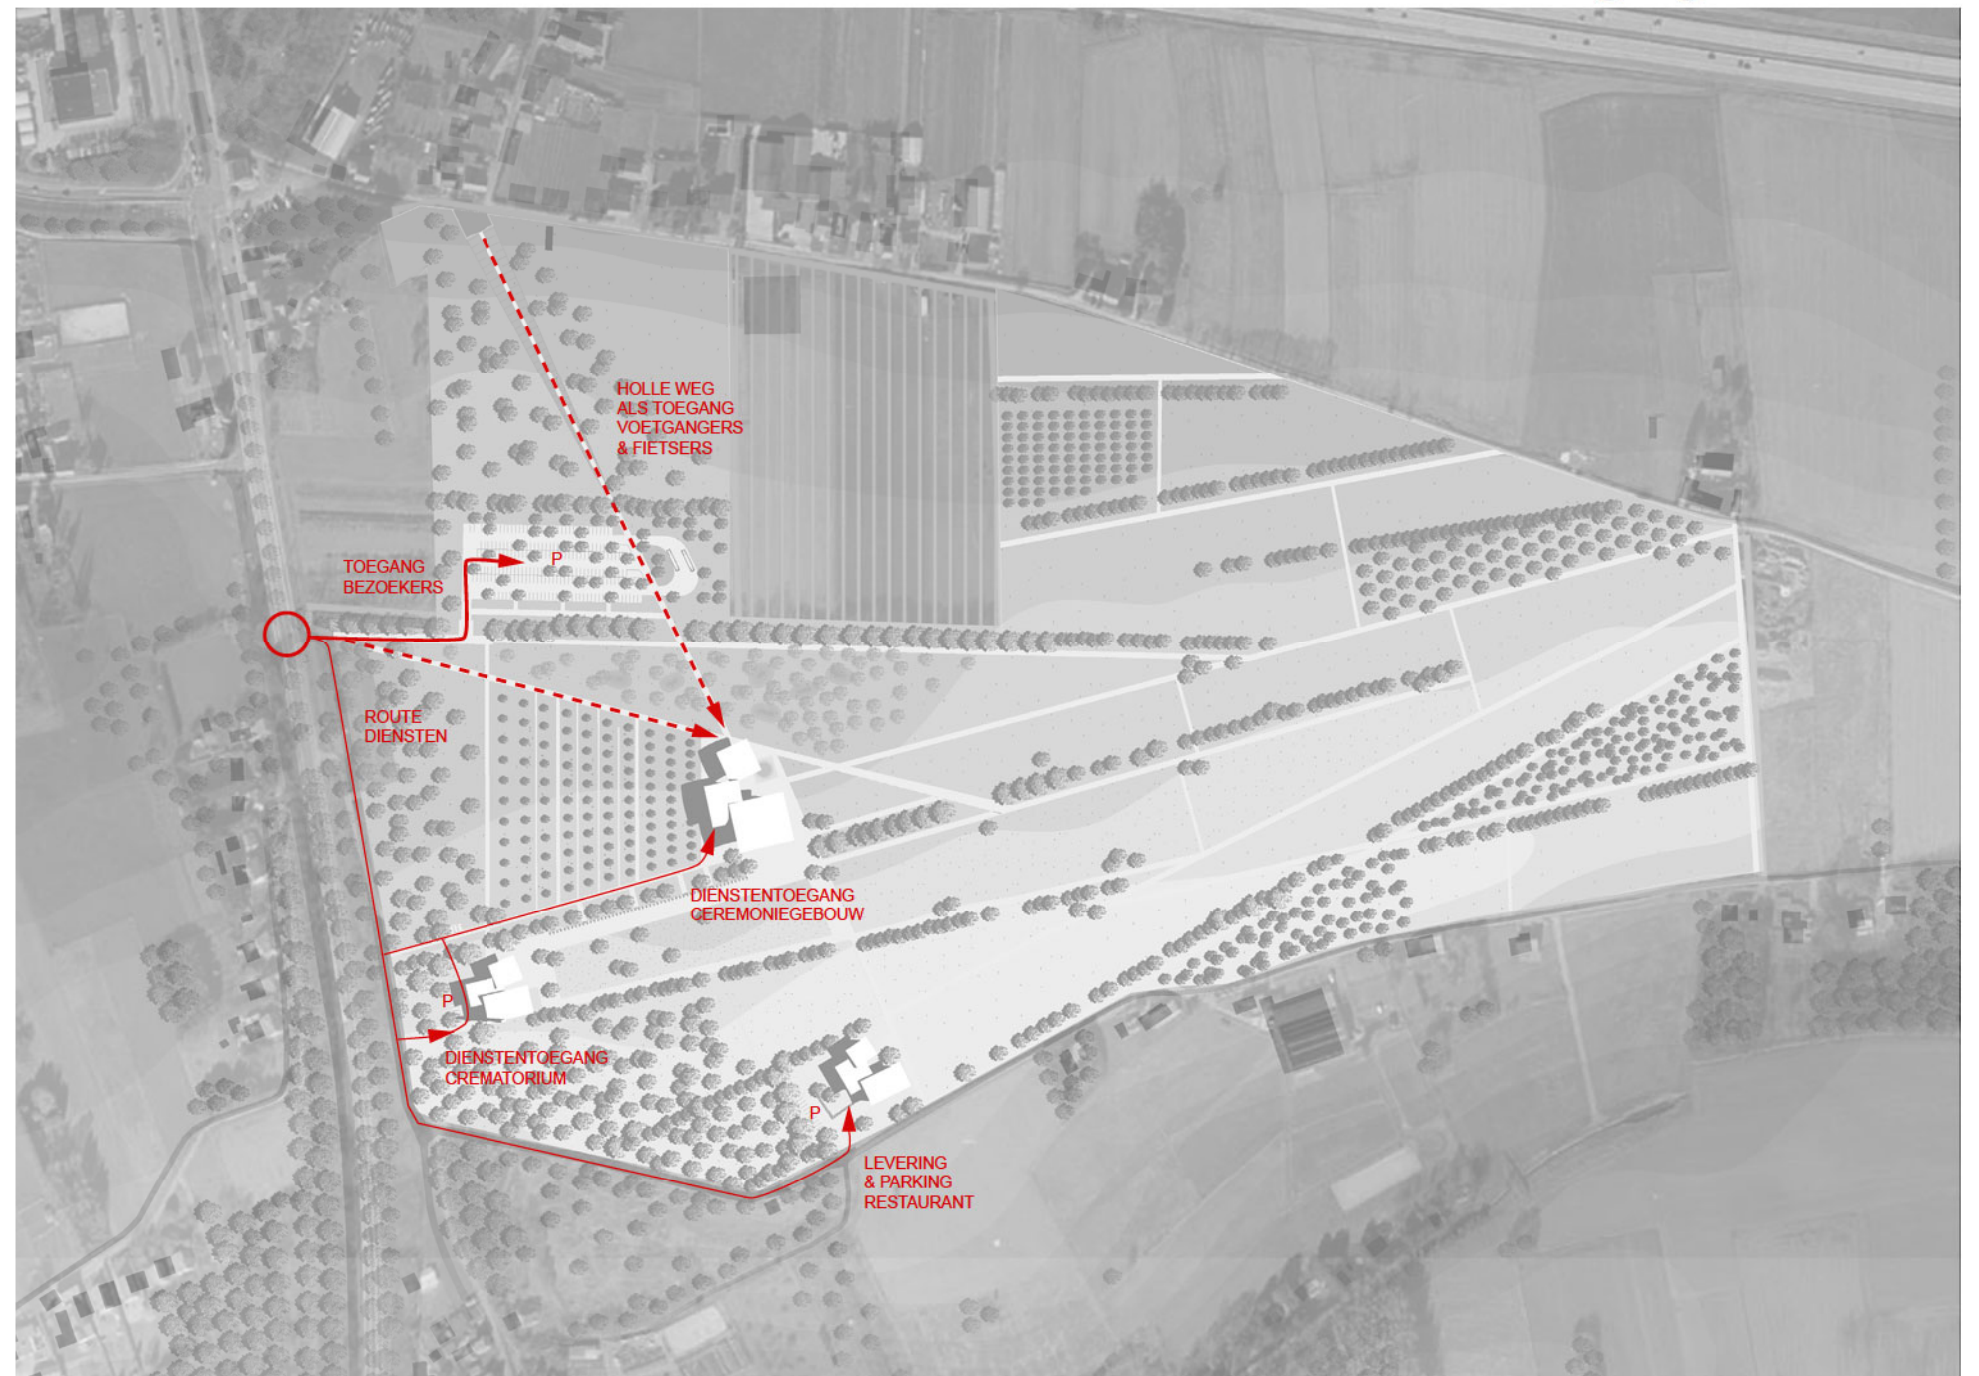 HOLLE WEG
ALS TOEGANG
VOETGANGERS
& FIETSERS
P
TOEGANG
BEZOEKERS
ROUTE
DIENSTEN
DIENSTENTOEGANG
CEREMONIEGEBOUW
P
DIENSTENTOEGANG
CREMATORIUM
P
LEVERING
& PARKING
RESTAURANT